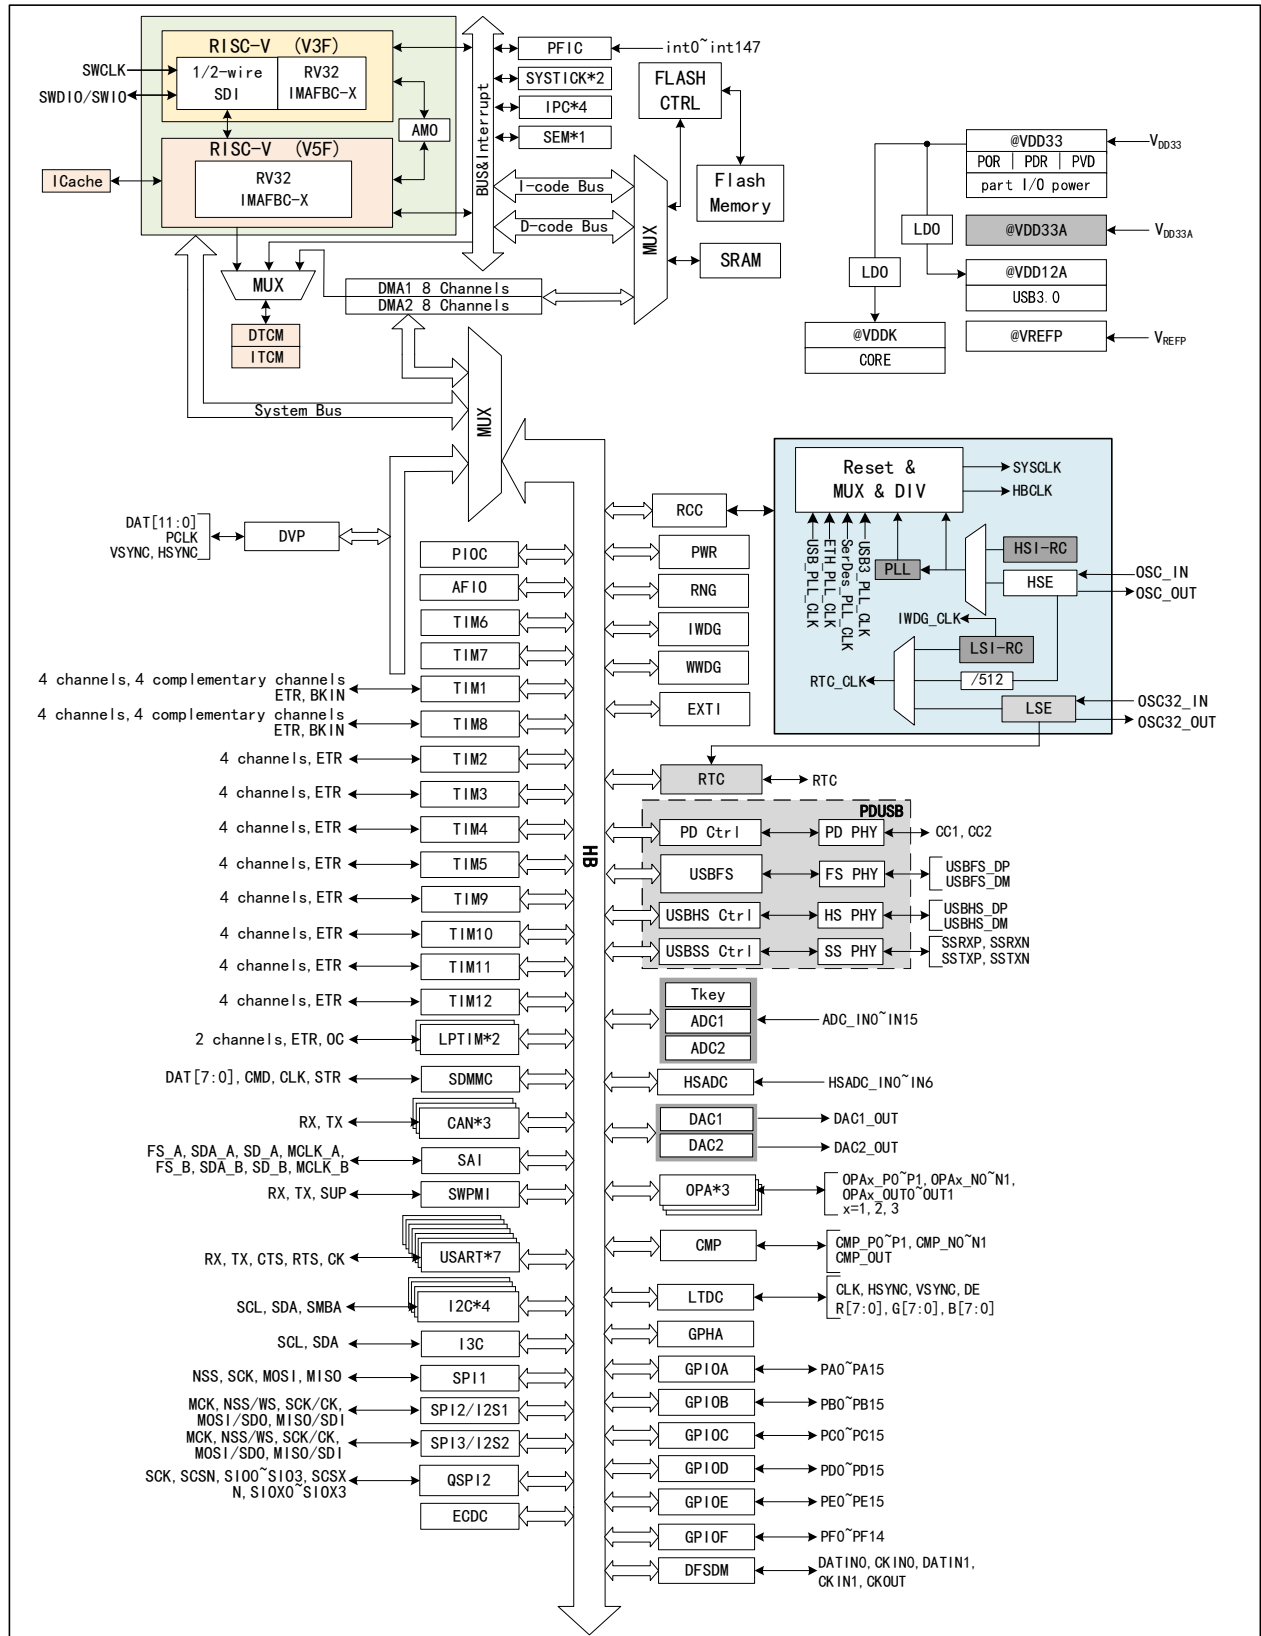 RISC-V (V3F)
SWCLK
SWDIO/SWIO
1/2-wire
SDI
RV32
IMAFBC-X
AMO
RISC-V (V5F)
RV32
IMAFBC-X
ICache
BUS&Interrupt
PFIC
int0~int147
SYSTICK*2
IPC*4
SEM*1
FLASH
CTRL
Flash
Memory
I-code Bus
D-code Bus
MUX
SRAM
MUX
DTCM
ITCM
DMA1 8 Channels
DMA2 8 Channels
System Bus
MUX
@VDD33
POR
PDR
PVD
part I/O power
VDD33
LDO
@VDD33A
VDD33A
LDO
@VDD12A
USB3.0
@VDDK
CORE
@VREFP
VREFP
DAT[11:0]
PCLK
VSYNC, HSYNC
DVP
PIOC
AFIO
TIM6
TIM7
4 channels, 4 complementary channels
ETR, BKIN
TIM1
4 channels, 4 complementary channels
ETR, BKIN
TIM8
4 channels, ETR
TIM2
4 channels, ETR
TIM3
4 channels, ETR
TIM4
4 channels, ETR
TIM5
4 channels, ETR
TIM9
4 channels, ETR
TIM10
4 channels, ETR
TIM11
4 channels, ETR
TIM12
2 channels, ETR, OC
LPTIM*2
DAT[7:0], CMD, CLK, STR
SDMMC
RX, TX
CAN*3
FS_A, SDA_A, SD_A, MCLK_A,
FS_B, SDA_B, SD_B, MCLK_B
SAI
RX, TX, SUP
SWPMI
RX, TX, CTS, RTS, CK
USART*7
SCL, SDA, SMBA
I2C*4
SCL, SDA
I3C
NSS, SCK, MOSI, MISO
SPI1
MCK, NSS/WS, SCK/CK,
MOSI/SDO, MISO/SDI
SPI2/I2S1
MCK, NSS/WS, SCK/CK,
MOSI/SDO, MISO/SDI
SPI3/I2S2
SCK, SCSN, SIO0~SIO3, SCSX
N, SIOX0~SIOX3
QSPI2
ECDC
HB
RCC
PWR
RNG
IWDG
WWDG
EXTI
Reset &
MUX & DIV
SYSCLK
HBCLK
USB_PLL_CLK
ETH_PLL_CLK
SerDes_PLL_CLK
USB3_PLL_CLK
PLL
HSI-RC
HSE
OSC_IN
OSC_OUT
IWDG_CLK
LSI-RC
RTC_CLK
/512
LSE
OSC32_IN
OSC32_OUT
RTC
RTC
PDUSB
PD Ctrl
PD PHY
CC1, CC2
USBFS
FS PHY
USBFS_DP
USBFS_DM
USBHS Ctrl
HS PHY
USBHS_DP
USBHS_DM
USBSS Ctrl
SS PHY
SSRXP, SSRXN
SSTXP, SSTXN
Tkey
ADC1
ADC2
ADC_IN0~IN15
HSADC
HSADC_IN0~IN6
DAC1
DAC1_OUT
DAC2
DAC2_OUT
OPA*3
OPAx_P0~P1, OPAx_N0~N1,
OPAx_OUT0~OUT1
x=1, 2, 3
CMP
CMP_P0~P1, CMP_N0~N1
CMP_OUT
LTDC
CLK, HSYNC, VSYNC, DE
R[7:0], G[7:0], B[7:0]
GPHA
GPIOA
PA0~PA15
GPIOB
PB0~PB15
GPIOC
PC0~PC15
GPIOD
PD0~PD15
GPIOE
PE0~PE15
GPIOF
PF0~PF14
DFSDM
DATIN0, CKIN0, DATIN1,
CKIN1, CKOUT